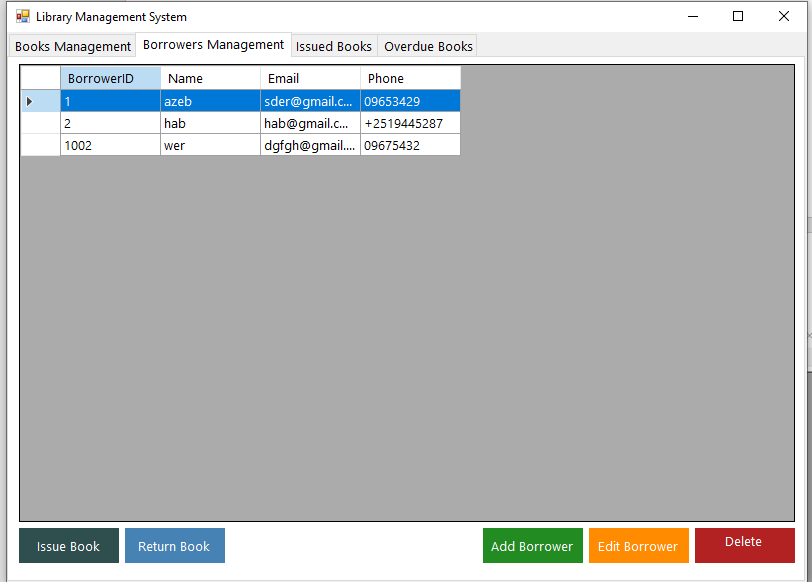 Library Management System
Books Management Borrowers Management Issued Books Overdue Books
BorrowerID Name Email Phone
1 azeb sder@gmail.c... 09653429
2 hab hab@gmail.c... +2519445287
1002 wer dgfgh@gmail.... 09675432
Issue Book Return Book Add Borrower Edit Borrower Delete